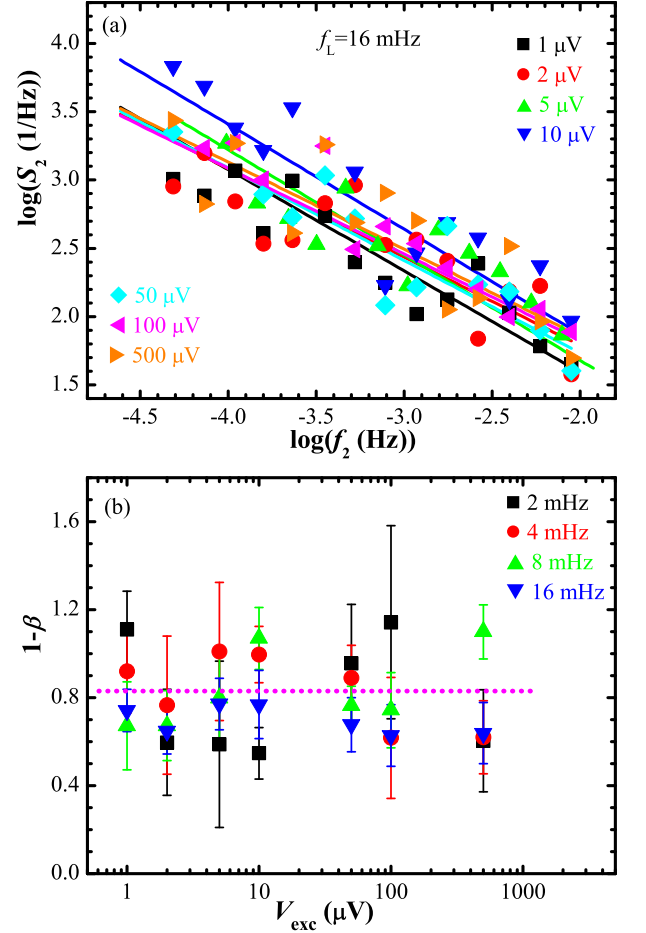 (a)
f_L=16 mHz
1 μV
2 μV
5 μV
10 μV
50 μV
100 μV
500 μV
log(S_2 (1/Hz))
4.0
3.5
3.0
2.5
2.0
1.5
-4.5 -4.0 -3.5 -3.0 -2.5 -2.0
log(f_2 (Hz))
(b)
2 mHz
4 mHz
8 mHz
16 mHz
1-β
1.6
1.2
0.8
0.4
0.0
1 10 100 1000
V_exc (μV)